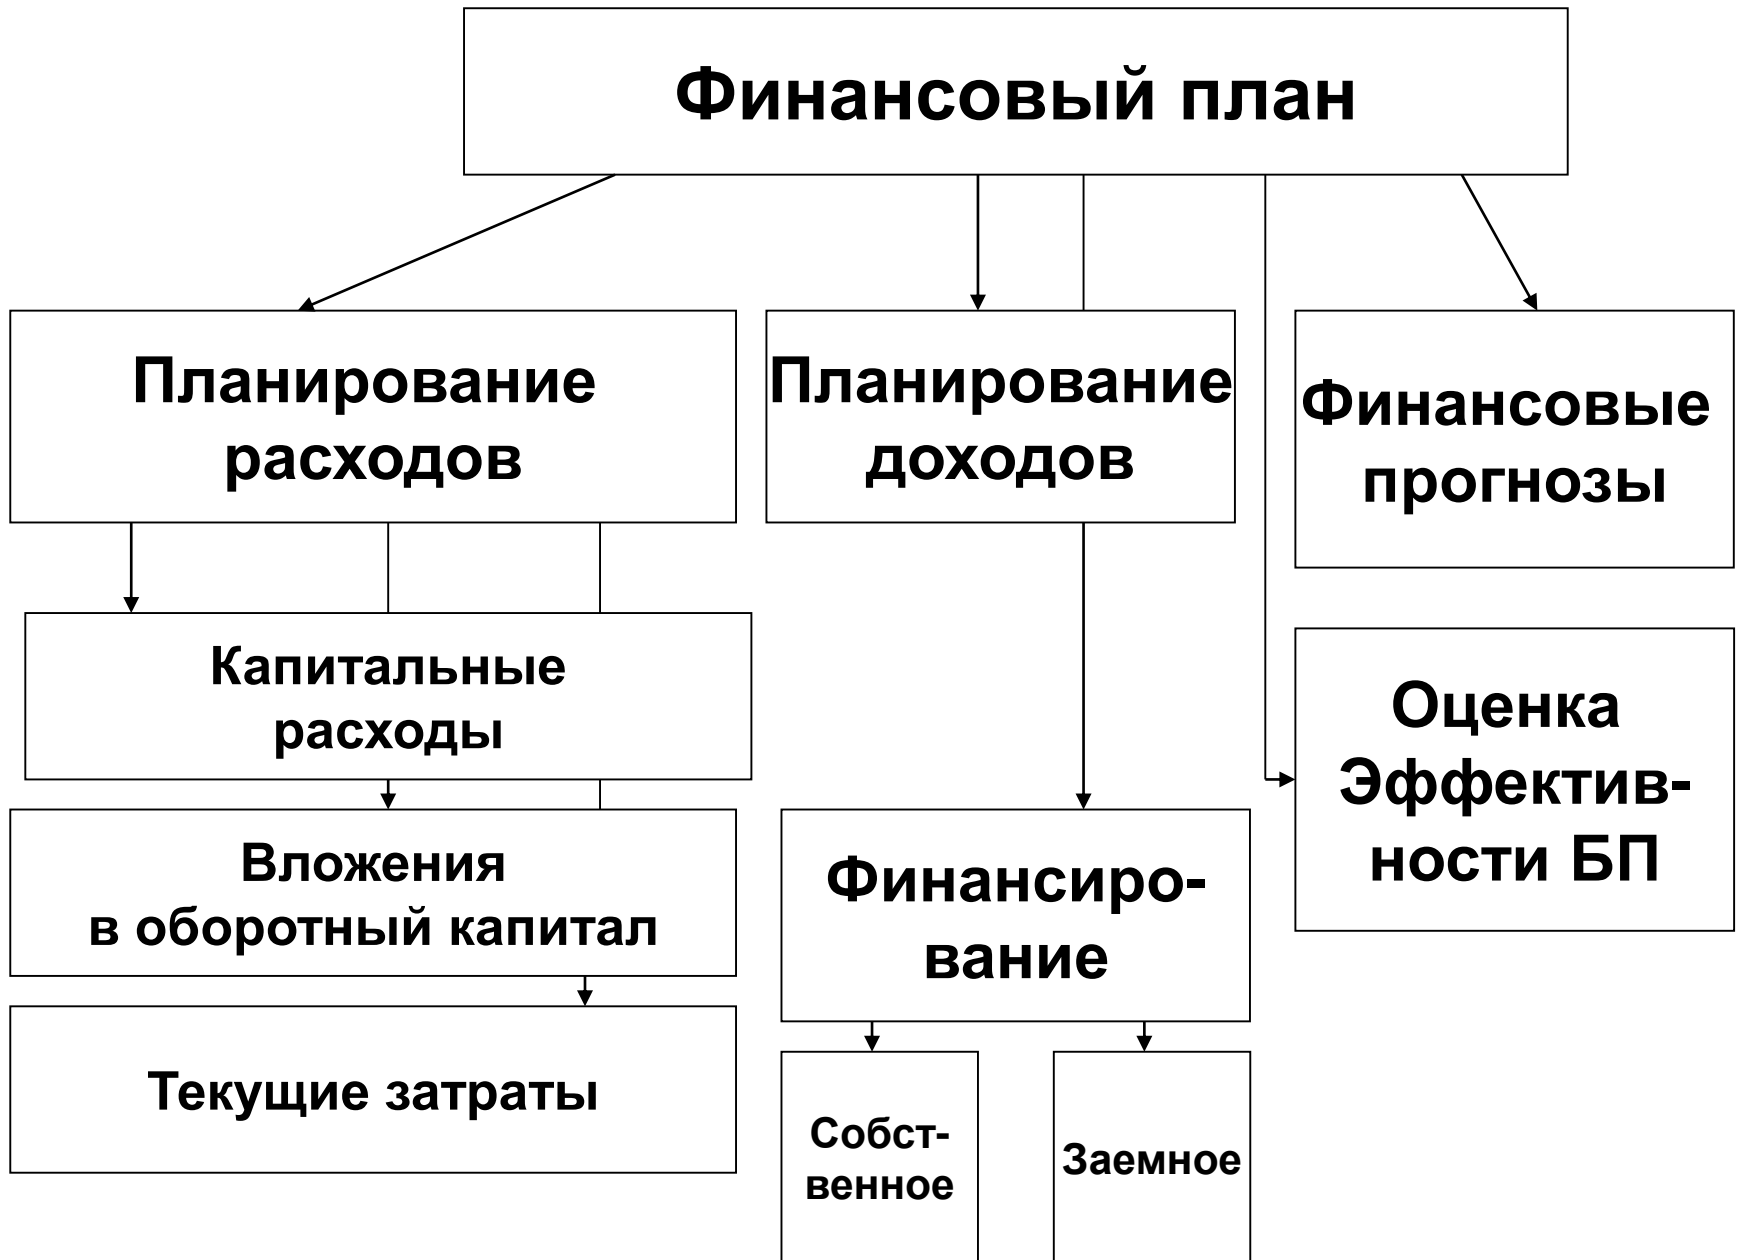 Финансовый план
Планирование
расходов
Планирование
доходов
Финансовые
прогнозы
Капитальные
расходы
Вложения
в оборотный капитал
Текущие затраты
Финансиро-
вание
Собст-
венное
Заемное
Оценка
Эффектив-
ности БП